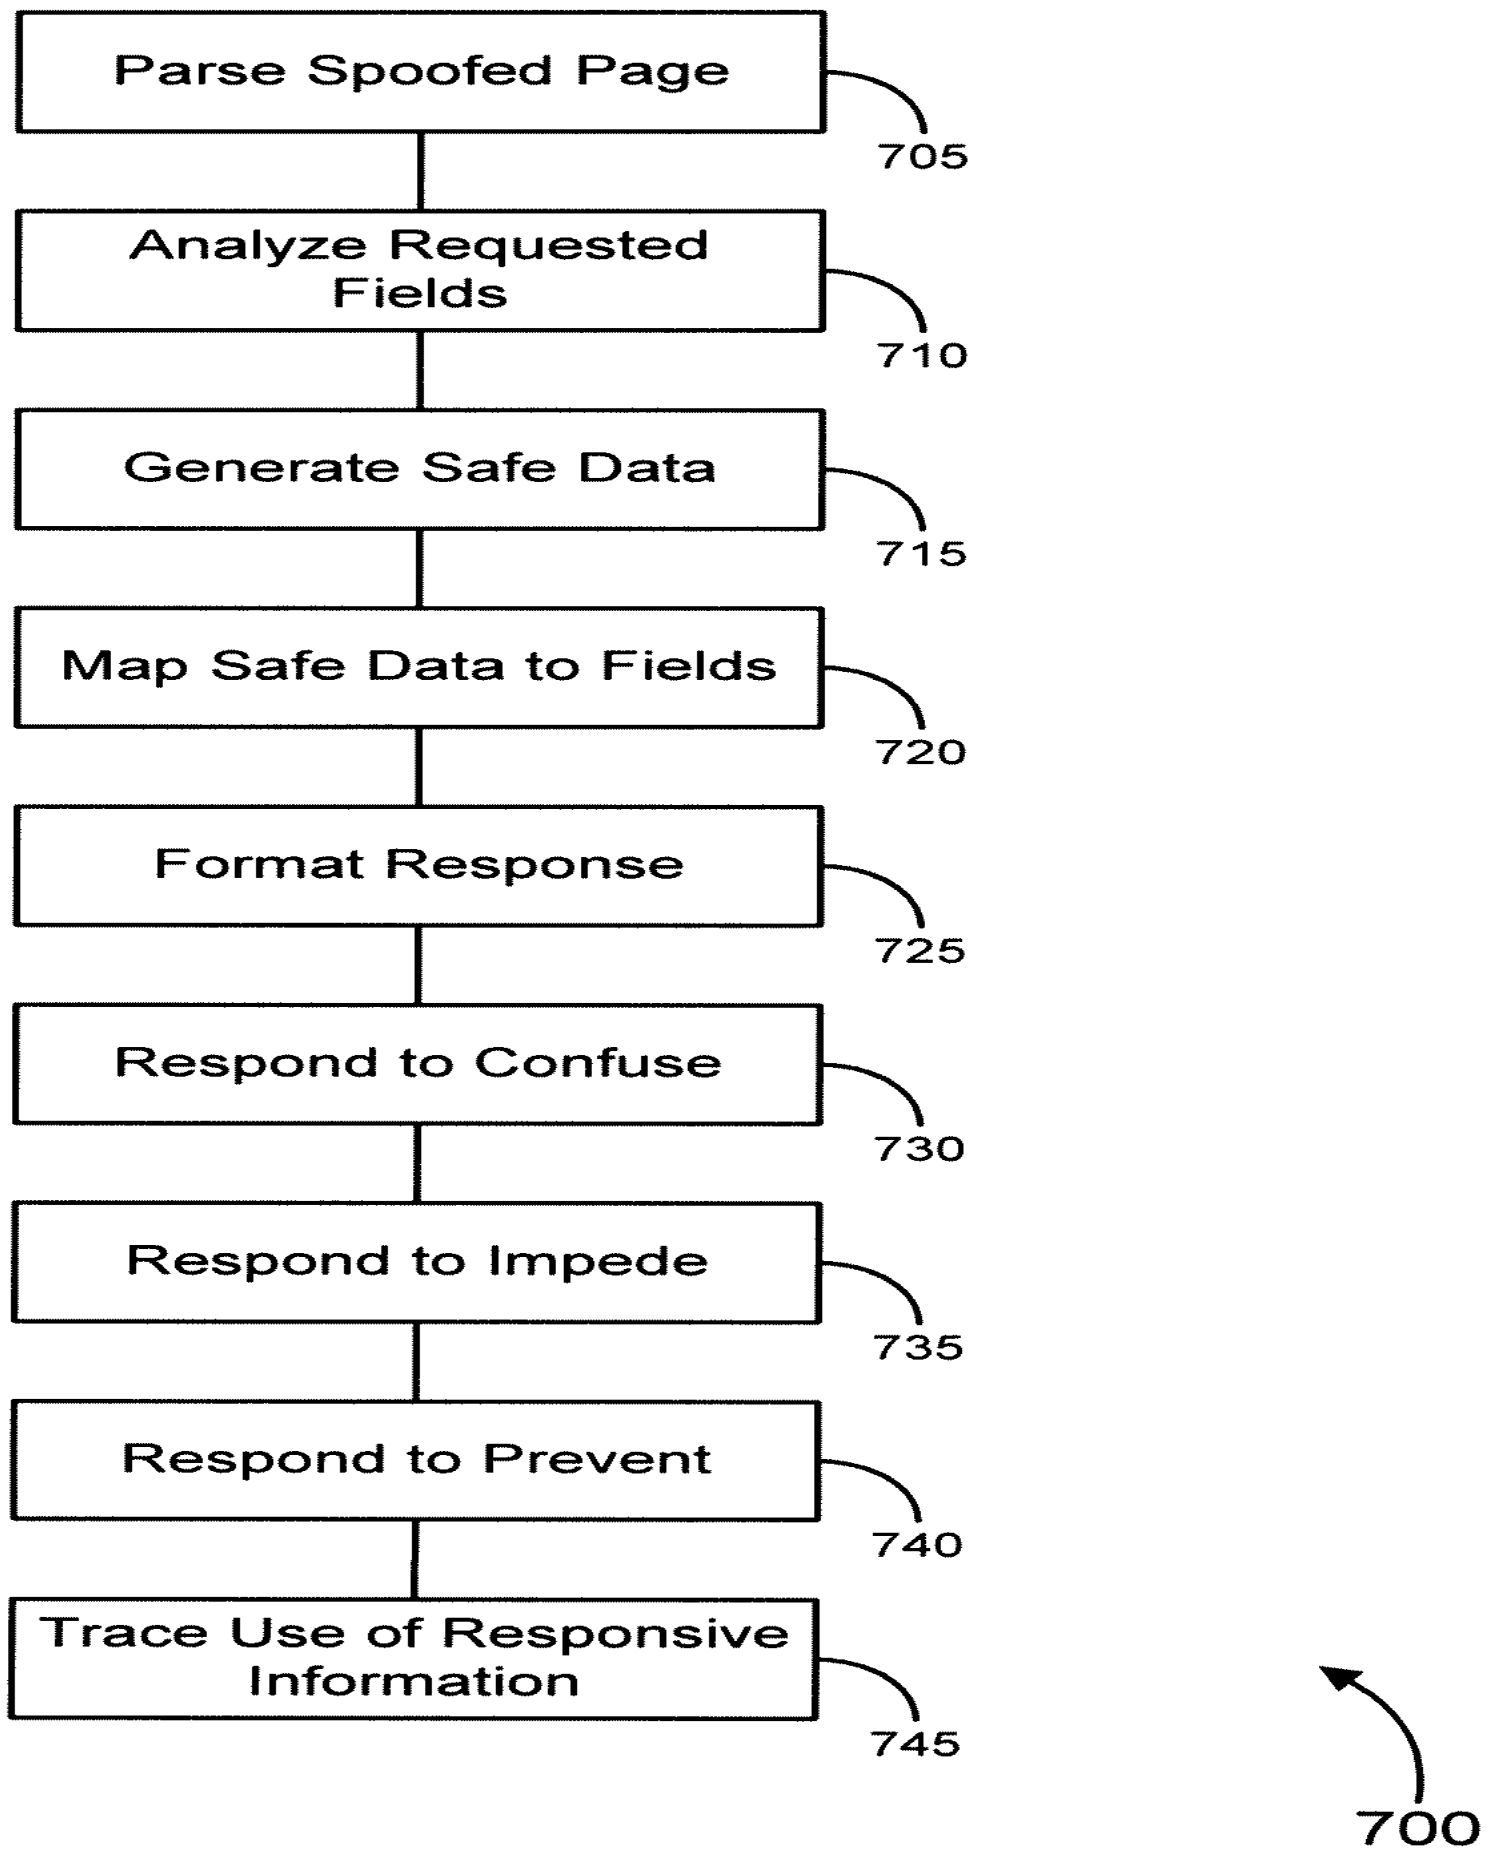 Parse Spoofed Page
705
Analyze Requested
Fields
710
Generate Safe Data
715
Map Safe Data to Fields
720
Format Response
725
Respond to Confuse
730
Respond to Impede
735
Respond to Prevent
740
Trace Use of Responsive
Information
745
700